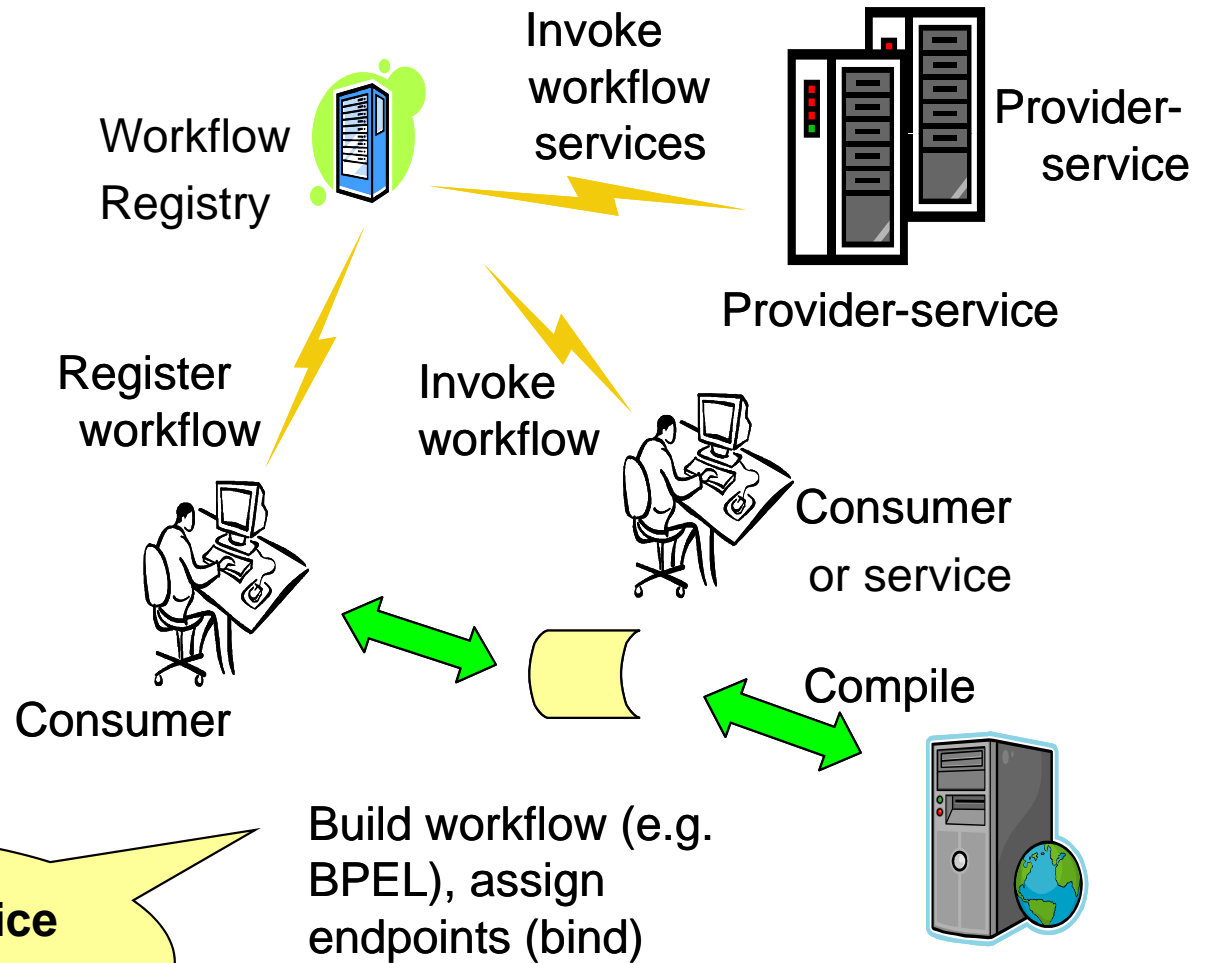 Invoke
workflow
services
Provider-
service
Workflow
Registry
Provider-service
Register
workflow
Invoke
workflow
Consumer
or service
Consumer
Compile
Build workflow (e.g.
BPEL), assign
endpoints (bind)